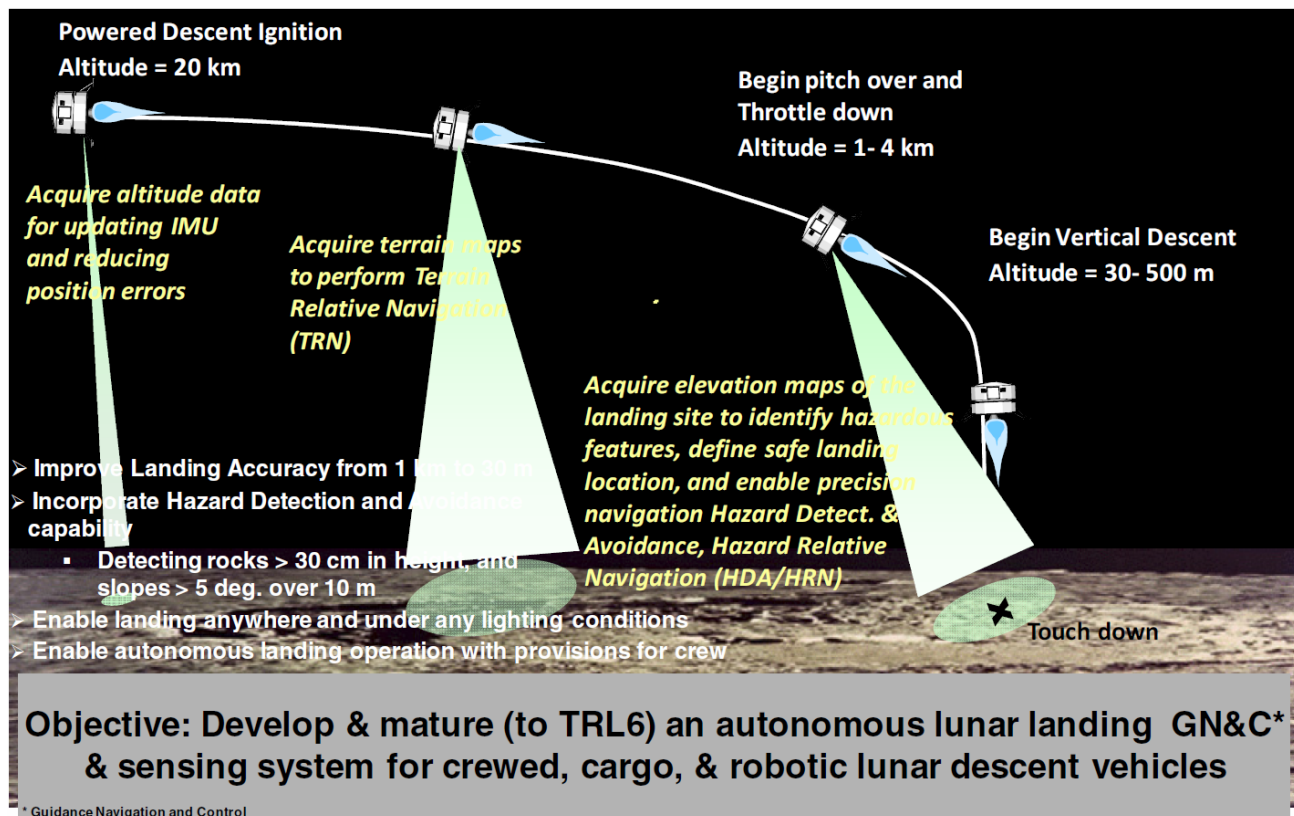 Powered Descent Ignition
Altitude = 20 km
Begin pitch over and
Throttle down
Altitude = 1- 4 km
Begin Vertical Descent
Altitude = 30- 500 m
Acquire altitude data
for updating IMU
and reducing
position errors
Acquire terrain maps
to perform Terrain
Relative Navigation
(TRN)
Acquire elevation maps of the
landing site to identify hazardous
features, define safe landing
location, and enable precision
navigation Hazard Detect. &
Avoidance, Hazard Relative
Navigation (HDA/HRN)
➢ Improve Landing Accuracy from 1 km to 30 m
➢ Incorporate Hazard Detection and Avoidance
capability
▪ Detecting rocks > 30 cm in height, and
slopes > 5 deg. over 10 m
➢ Enable landing anywhere and under any lighting conditions
➢ Enable autonomous landing operation with provisions for crew
Touch down
Objective: Develop & mature (to TRL6) an autonomous lunar landing GN&C*
& sensing system for crewed, cargo, & robotic lunar descent vehicles
* Guidance Navigation and Control